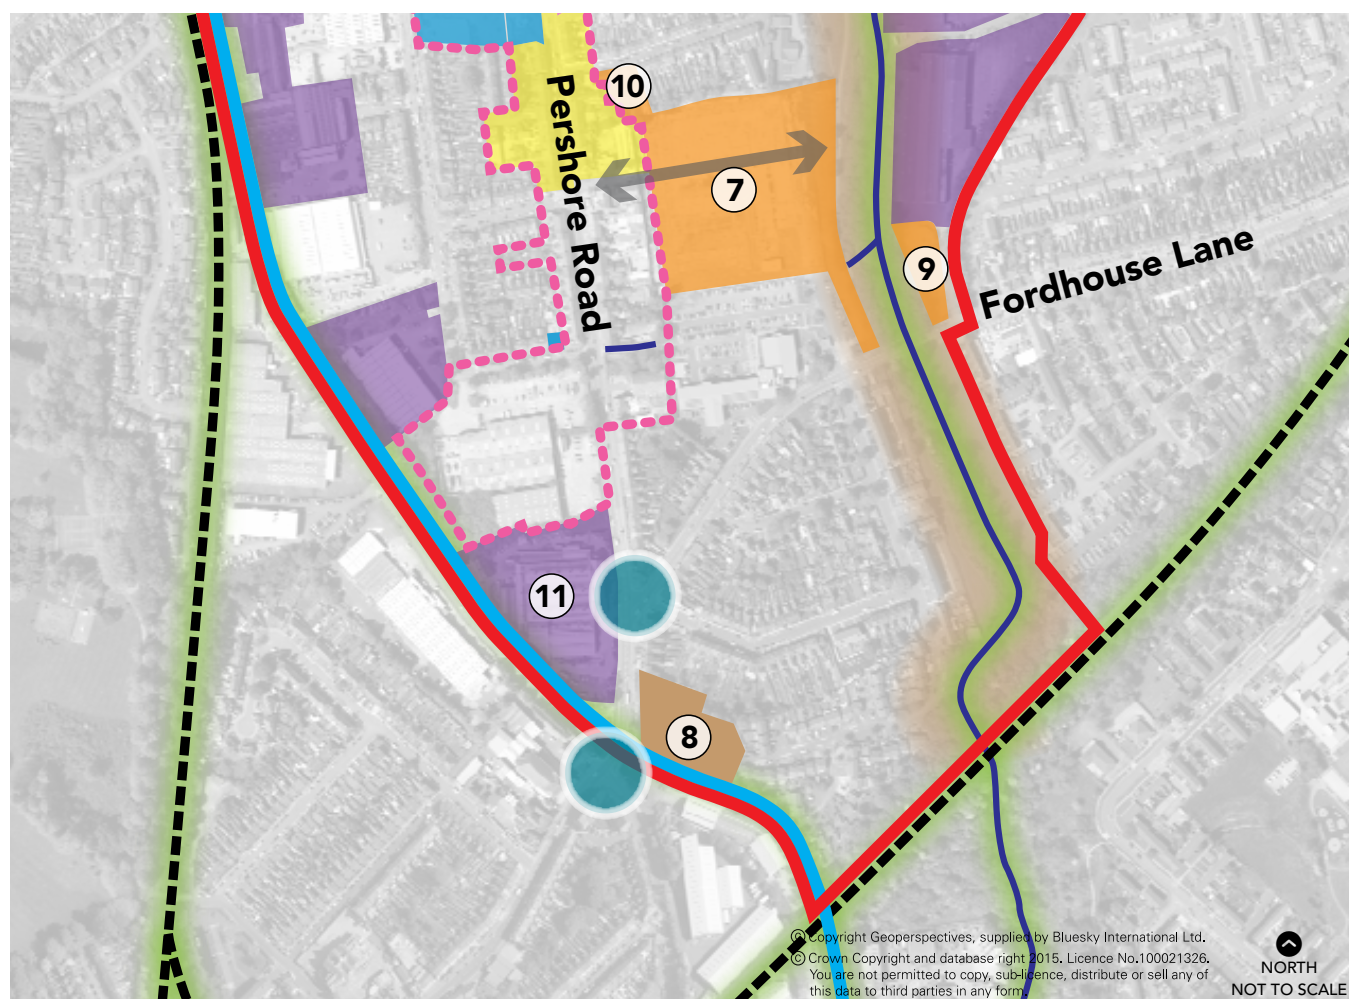 10
Pershore Road
7
9
Fordhouse Lane
11
8
© Copyright Geoperspectives, supplied by Bluesky International Ltd.
© Crown Copyright and database right 2015. Licence No.100021326.
You are not permitted to copy, sub-licence, distribute or sell any of
this data to third parties in any form.
NORTH
NOT TO SCALE